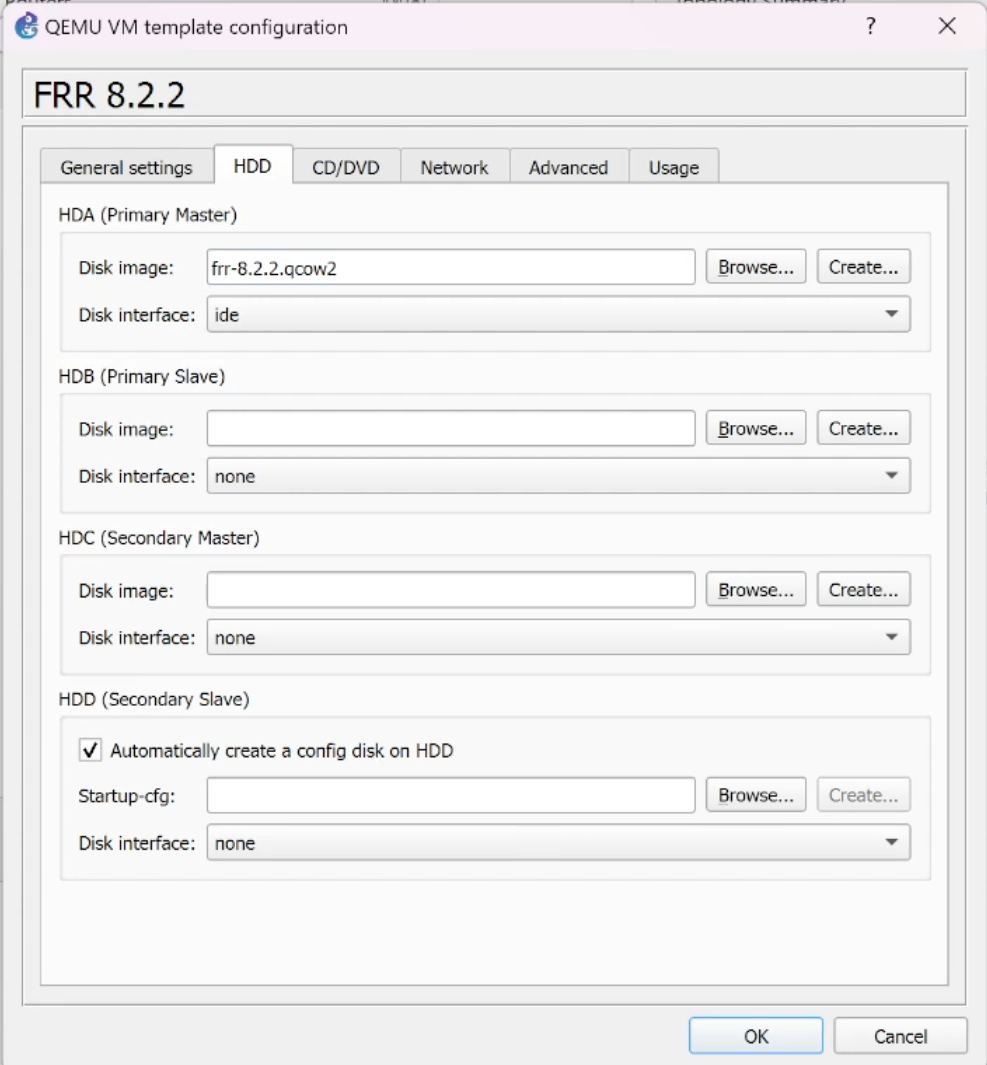 QEMU VM template configuration ?
FRR 8.2.2
General settings HDD CD/DVD Network Advanced Usage
HDA (Primary Master)
Disk image: frr-8.2.2.qcow2 Browse... Create...
Disk interface: ide
HDB (Primary Slave)
Disk image: Browse... Create...
Disk interface: none
HDC (Secondary Master)
Disk image: Browse... Create...
Disk interface: none
HDD (Secondary Slave)
Automatically create a config disk on HDD
Startup-cfg: Browse... Create...
Disk interface: none
OK Cancel